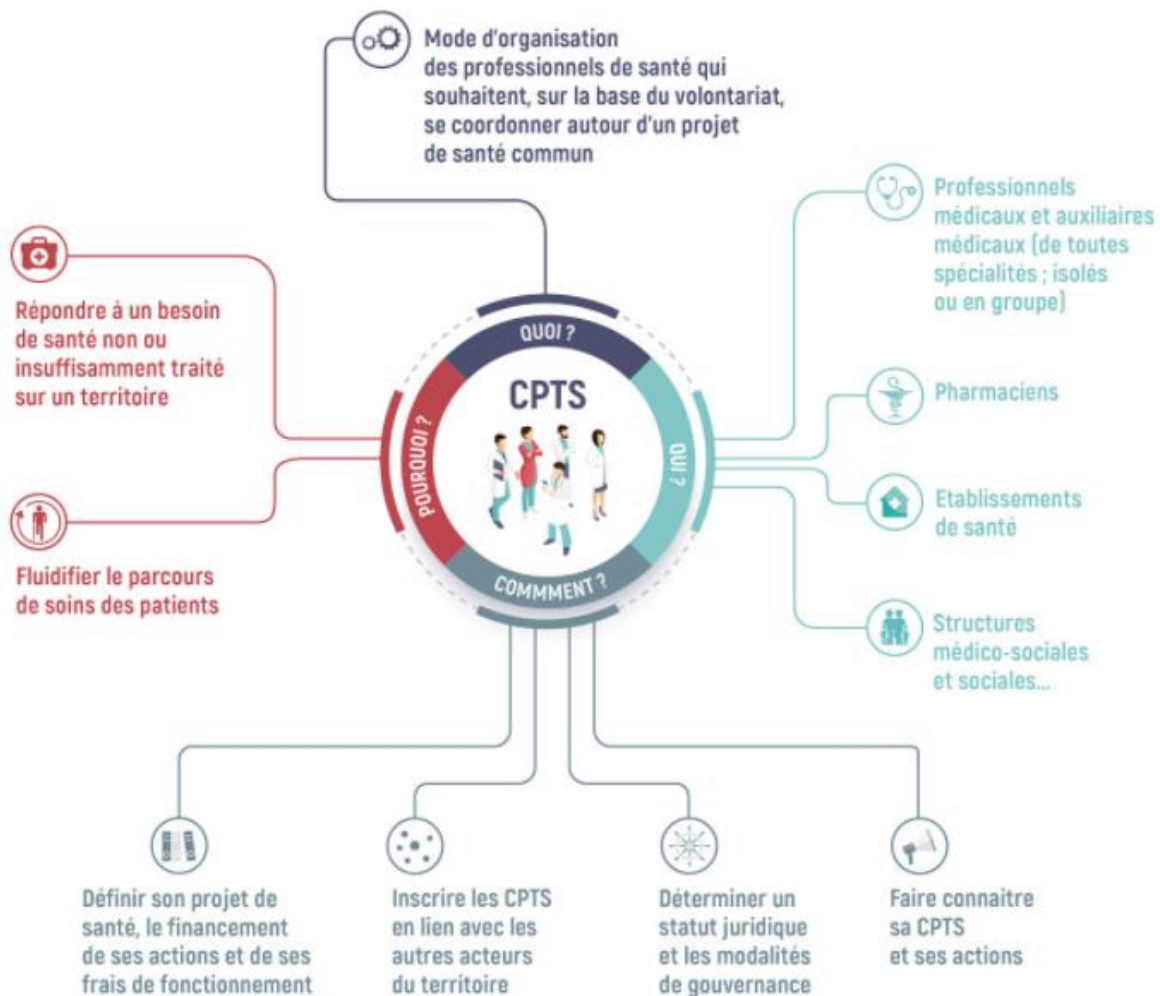 Mode d'organisation
des professionnels de santé qui
souhaitent, sur la base du volontariat,
se coordonner autour d'un projet
de santé commun
Professionnels
médicaux et auxiliaires
médicaux (de toutes
spécialités ; isolés
ou en groupe)
Répondre à un besoin
de santé non ou
insuffisamment traité
sur un territoire
QUOI ?
CPTS
POURQUOI ?
QUI ?
COMMMENT ?
Pharmaciens
Etablissements
de santé
Fluidifier le parcours
de soins des patients
Structures
médico-sociales
et sociales...
Définir son projet de
santé, le financement
de ses actions et de ses
frais de fonctionnement
Inscrire les CPTS
en lien avec les
autres acteurs
du territoire
Déterminer un
statut juridique
et les modalités
de gouvernance
Faire connaitre
sa CPTS
et ses actions